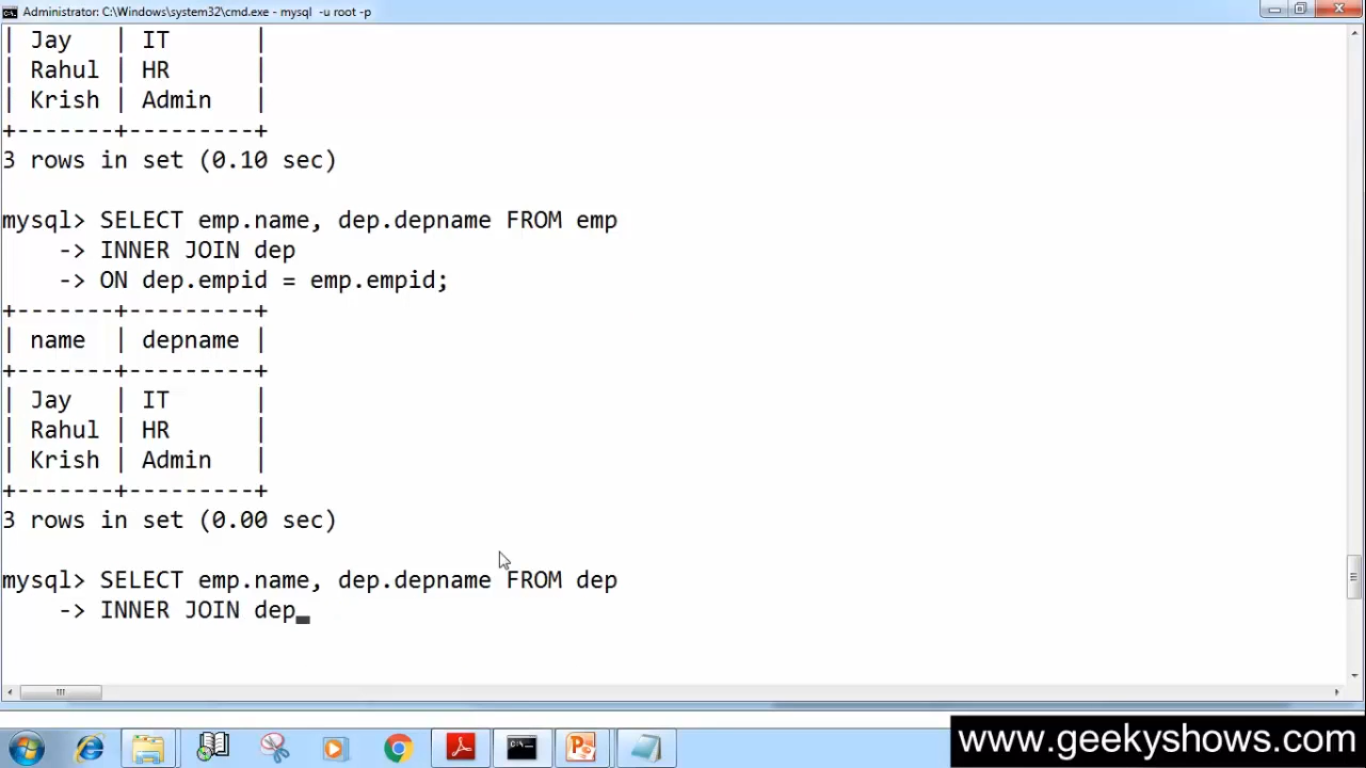 Administrator: C:\Windows\system32\cmd.exe - mysql  -u root -p
| Jay   | IT      |
| Rahul | HR      |
| Krish | Admin   |
+-------+---------+
3 rows in set (0.10 sec)
mysql> SELECT emp.name, dep.depname FROM emp
    -> INNER JOIN dep
    -> ON dep.empid = emp.empid;
+-------+---------+
| name  | depname |
+-------+---------+
| Jay   | IT      |
| Rahul | HR      |
| Krish | Admin   |
+-------+---------+
3 rows in set (0.00 sec)
mysql> SELECT emp.name, dep.depname FROM dep
    -> INNER JOIN dep_
www.geekyshows.com